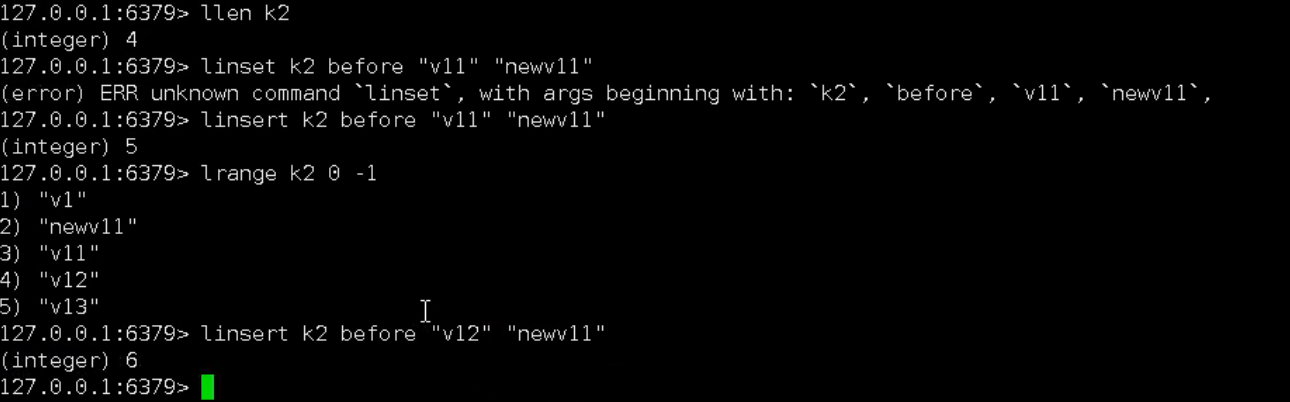 127.0.0.1:6379> llen k2
(integer) 4
127.0.0.1:6379> linset k2 before "v11" "newv11"
(error) ERR unknown command `linset`, with args beginning with: `k2`, `before`, `v11`, `newv11`,
127.0.0.1:6379> linsert k2 before "v11" "newv11"
(integer) 5
127.0.0.1:6379> lrange k2 0 -1
1) "v1"
2) "newv11"
3) "v11"
4) "v12"
5) "v13"
127.0.0.1:6379> linsert k2 before "v12" "newv11"
(integer) 6
127.0.0.1:6379>